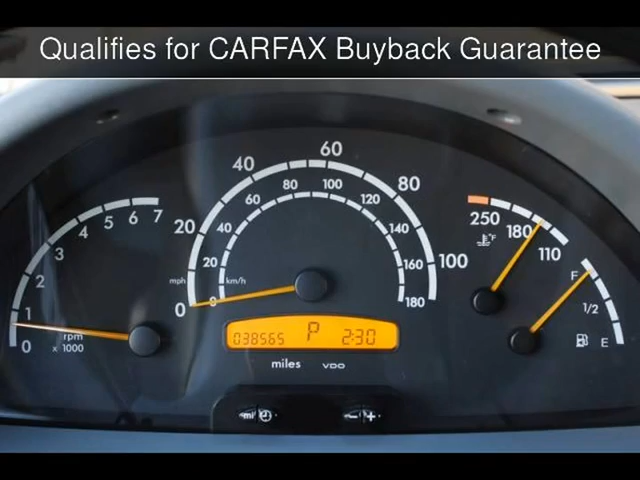 Qualifies for CARFAX Buyback Guarantee
0 1 2 3 4 5 6 7
rpm
x 1000
0 20 40 60 80 100
mph
0 20 40 60 80 100 120 140 160 180
km/h
250 180 110
°F
F
1/2
E
038565 P 2:30
miles VDO
mi
- +